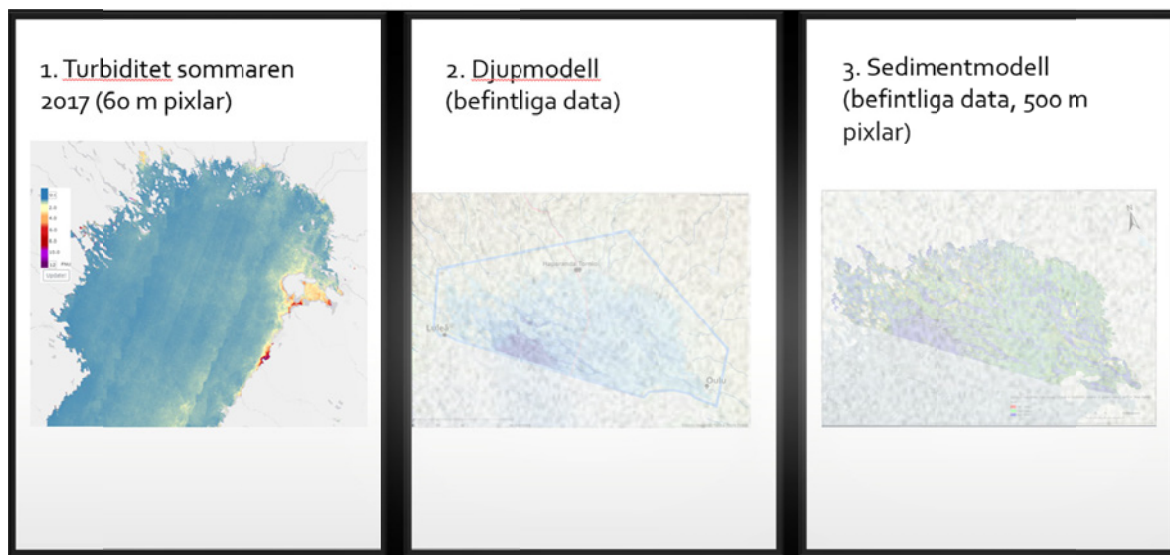 1. Turbiditet sommaren
2017 (60 m pixlar)
2. Djupmodell
(befintliga data)
Luleå
Oulu
3. Sedimentmodell
(befintliga data, 500 m
pixlar)
N